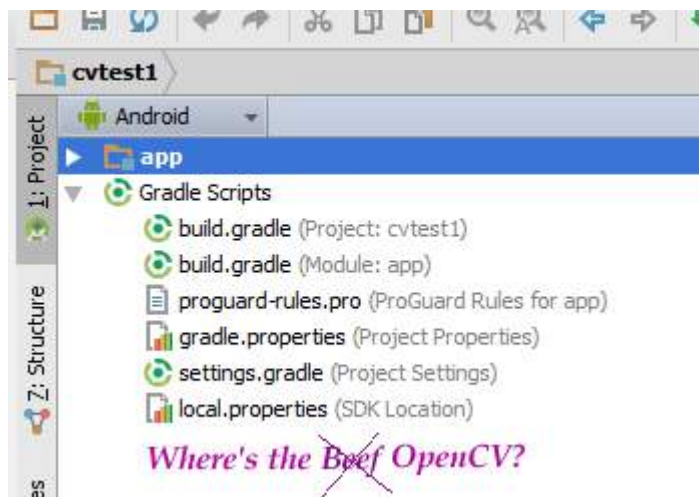 cvtest1
Android
1: Project
app
Gradle Scripts
build.gradle (Project: cvtest1)
build.gradle (Module: app)
proguard-rules.pro (ProGuard Rules for app)
gradle.properties (Project Properties)
7: Structure
settings.gradle (Project Settings)
local.properties (SDK Location)
Where's the Beef OpenCV?
es